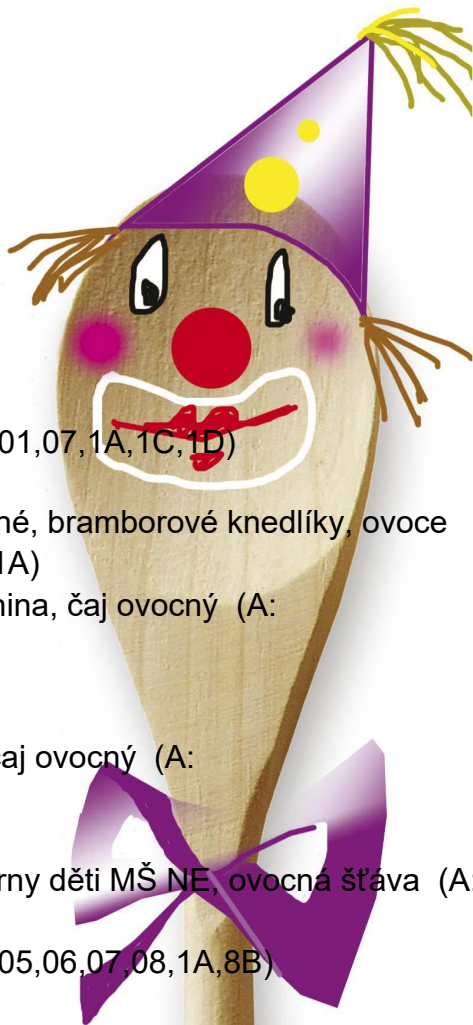 01,07,1A,1C,1D)
né, bramborové knedlíky, ovoce
1A)
nina, čaj ovocný (A:
čaj ovocný (A:
rny děti MŠ NE, ovocná šťáva (A:
05,06,07,08,1A,8B)